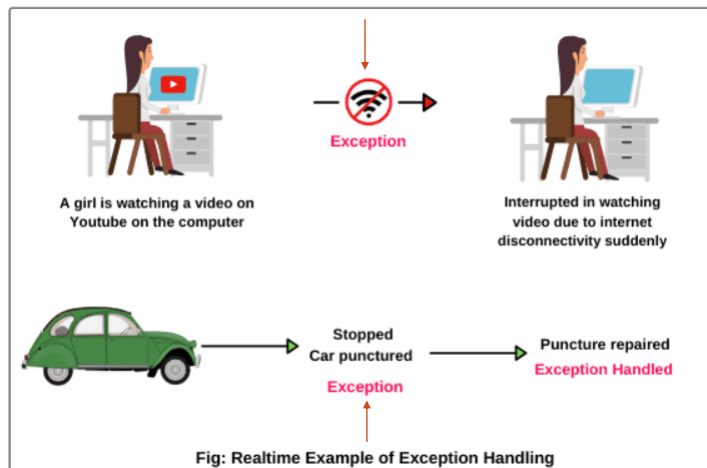 Exception
A girl is watching a video on
Youtube on the computer
Interrupted in watching
video due to internet
disconnectivity suddenly
Stopped
Car punctured
Exception
Puncture repaired
Exception Handled
Fig: Realtime Example of Exception Handling